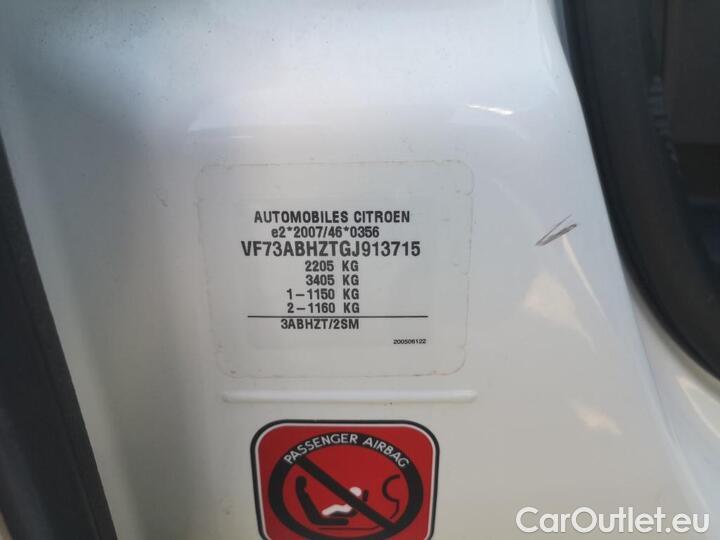 AUTOMOBILES CITROEN
e2*2007/46*0356
VF73ABHZTGJ913715
2205 KG
3405 KG
1-1150 KG
2-1160 KG
3ABHZT/2SM
200506122
PASSENGER AIRBAG
CarOutlet.eu